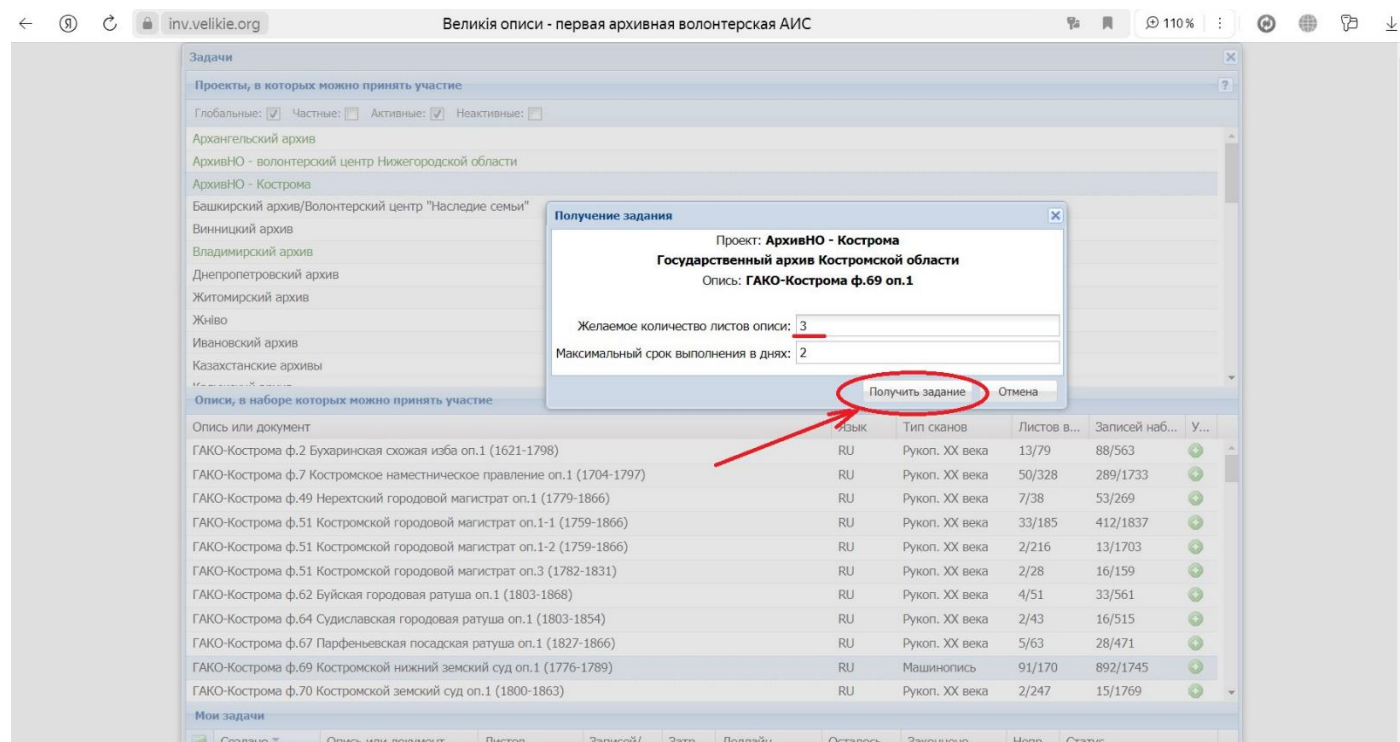 inv.velikie.org Великія описи - первая архивная волонтерская АИС 110 %
Задачи
Проекты, в которых можно принять участие
Глобальные: Частные: Активные: Неактивные:
Архангельский архив
АрхивНО - волонтерский центр Нижегородской области
АрхивНО - Кострома
Башкирский архив/Волонтерский центр "Наследие семьи"
Винницкий архив
Владимирский архив
Днепропетровский архив
Житомирский архив
Жніво
Ивановский архив
Казахстанские архивы
Получение задания
Проект: АрхивНО - Кострома
Государственный архив Костромской области
Опись: ГАКО-Кострома ф.69 оп.1
Желаемое количество листов описи: 3
Максимальный срок выполнения в днях: 2
Получить задание Отмена
Описи, в наборе которых можно принять участие
Опись или документ Язык Тип сканов Листов в... Записей наб... У...
ГАКО-Кострома ф.2 Бухаринская схожая изба оп.1 (1621-1798) RU Рукоп. XX века 13/79 88/563
ГАКО-Кострома ф.7 Костромское наместническое правление оп.1 (1704-1797) RU Рукоп. XX века 50/328 289/1733
ГАКО-Кострома ф.49 Нерехтский городовой магистрат оп.1 (1779-1866) RU Рукоп. XX века 7/38 53/269
ГАКО-Кострома ф.51 Костромской городовой магистрат оп.1-1 (1759-1866) RU Рукоп. XX века 33/185 412/1837
ГАКО-Кострома ф.51 Костромской городовой магистрат оп.1-2 (1759-1866) RU Рукоп. XX века 2/216 13/1703
ГАКО-Кострома ф.51 Костромской городовой магистрат оп.3 (1782-1831) RU Рукоп. XX века 2/28 16/159
ГАКО-Кострома ф.62 Буйская городовая ратуша оп.1 (1803-1868) RU Рукоп. XX века 4/51 33/561
ГАКО-Кострома ф.64 Судиславская городовая ратуша оп.1 (1803-1854) RU Рукоп. XX века 2/43 16/515
ГАКО-Кострома ф.67 Парфеньевская посадская ратуша оп.1 (1827-1866) RU Рукоп. XX века 5/63 28/471
ГАКО-Кострома ф.69 Костромской нижний земский суд оп.1 (1776-1789) RU Машинопись 91/170 892/1745
ГАКО-Кострома ф.70 Костромской земский суд оп.1 (1800-1863) RU Рукоп. XX века 2/247 15/1769
Мои задачи